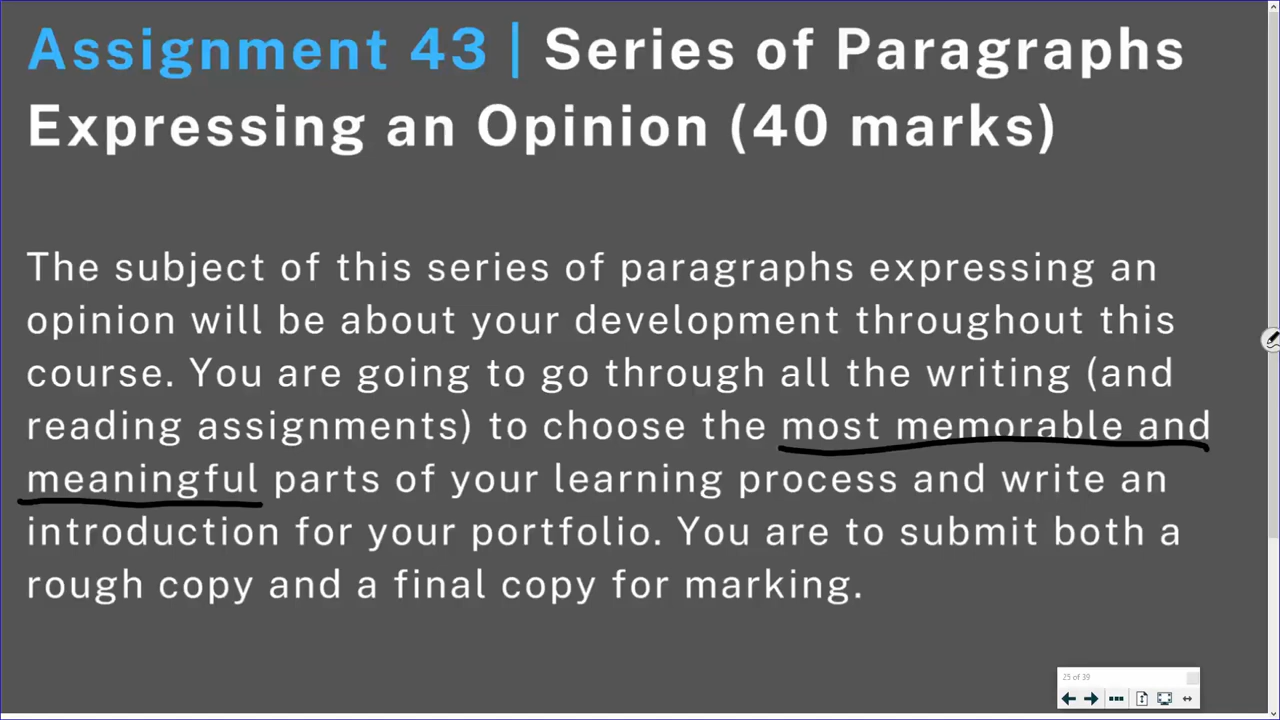 Assignment 43 | Series of Paragraphs
Expressing an Opinion (40 marks)
The subject of this series of paragraphs expressing an
opinion will be about your development throughout this
course. You are going to go through all the writing (and
reading assignments) to choose the most memorable and
meaningful parts of your learning process and write an
introduction for your portfolio. You are to submit both a
rough copy and a final copy for marking.
25 of 39